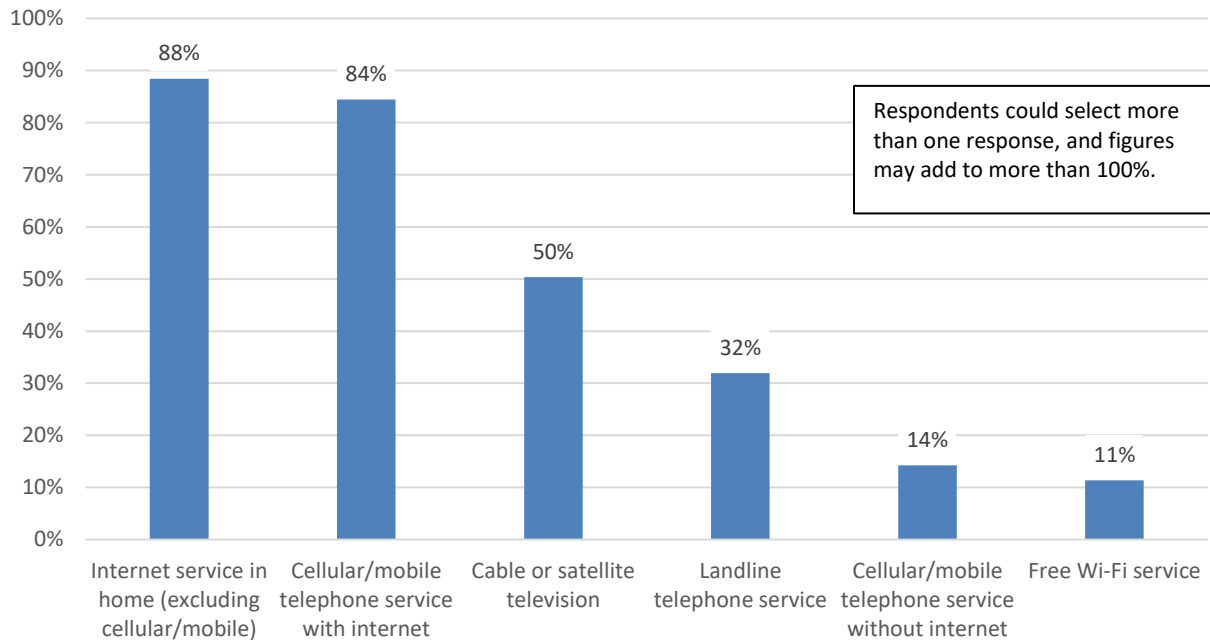 100%
90%
80%
70%
60%
50%
40%
30%
20%
10%
0%
88%
84%
50%
32%
14%
11%
Respondents could select more
than one response, and figures
may add to more than 100%.
Internet service in
home (excluding
cellular/mobile)
Cellular/mobile
telephone service
with internet
Cable or satellite
television
Landline
telephone service
Cellular/mobile
telephone service
without internet
Free Wi-Fi service